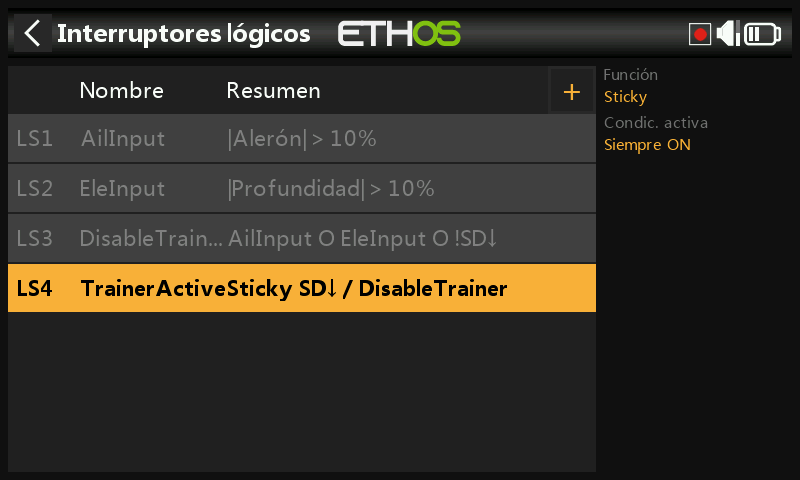 Interruptores lógicos ETHOS
Nombre Resumen +
LS1 AilInput |Alerón| > 10%
LS2 EleInput |Profundidad| > 10%
LS3 DisableTrain... AilInput O EleInput O !SD↓
LS4 TrainerActive Sticky SD↓ / DisableTrainer
Función
Sticky
Condic. activa
Siempre ON